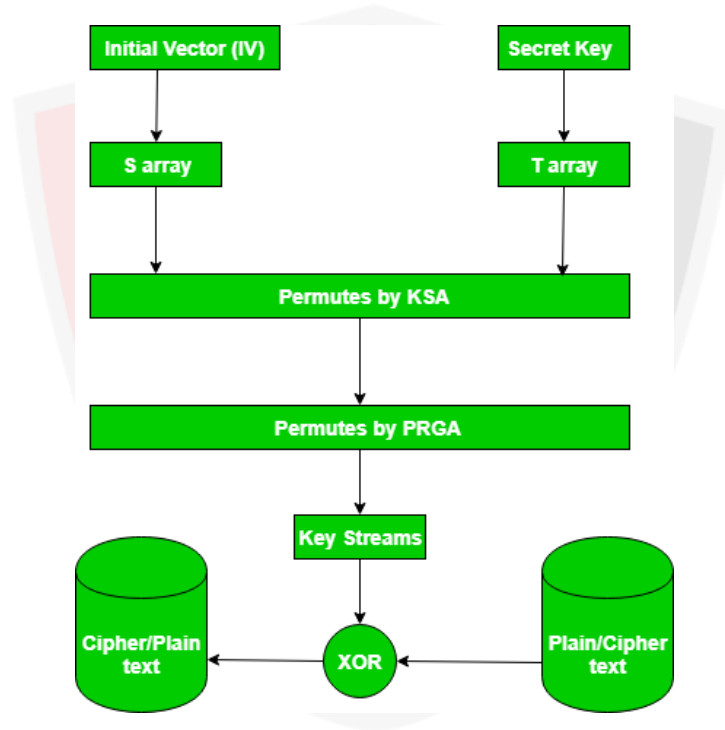 Initial Vector (IV)
Secret Key
S array
T array
Permutes by KSA
Permutes by PRGA
Key Streams
Cipher/Plain
text
XOR
Plain/Cipher
text